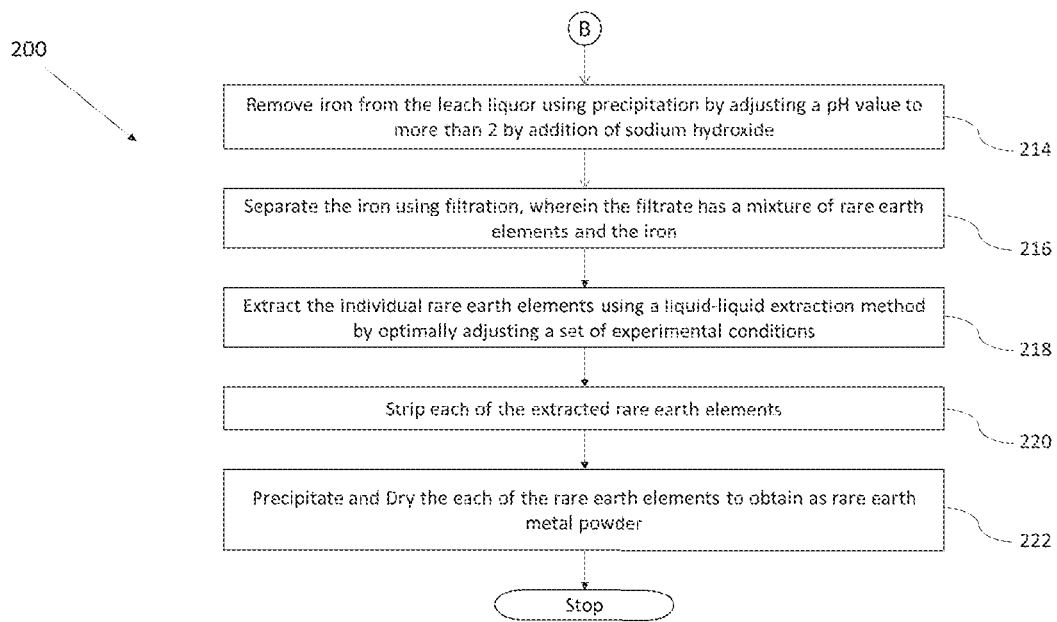 B
200
Remove iron from the leach liquor using precipitation by adjusting a pH value to
more than 2 by addition of sodium hydroxide
214
Separate the iron using filtration, wherein the filtrate has a mixture of rare earth
elements and the iron
216
Extract the individual rare earth elements using a liquid-liquid extraction method
by optimally adjusting a set of experimental conditions
218
Strip each of the extracted rare earth elements
220
Precipitate and Dry the each of the rare earth elements to obtain as rare earth
metal powder
222
Stop